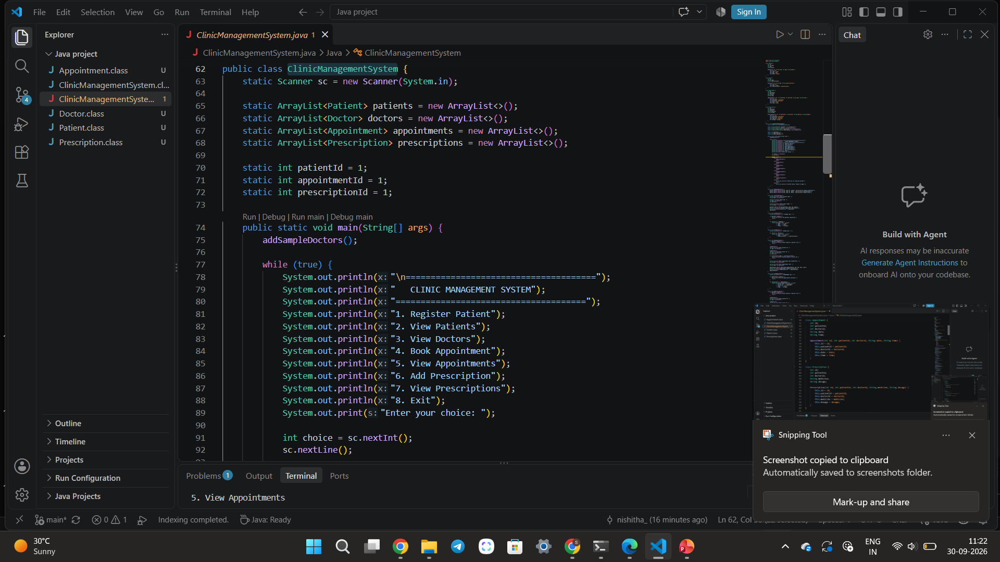 File Edit Selection View Go Run Terminal Help
Java project
Sign In
Explorer
Java project
Appointment.class U
ClinicManagementSystem.cl... U
ClinicManagementSyste... 1
Doctor.class U
Patient.class U
Prescription.class U
4
Outline
Timeline
Projects
Run Configuration
Java Projects
ClinicManagementSystem.java 1
ClinicManagementSystem.java > Java > ClinicManagementSystem
62 public class ClinicManagementSystem {
63 static Scanner sc = new Scanner(System.in);
64
65 static ArrayList<Patient> patients = new ArrayList<>();
66 static ArrayList<Doctor> doctors = new ArrayList<>();
67 static ArrayList<Appointment> appointments = new ArrayList<>();
68 static ArrayList<Prescription> prescriptions = new ArrayList<>();
69
70 static int patientId = 1;
71 static int appointmentId = 1;
72 static int prescriptionId = 1;
73
Run | Debug | Run main | Debug main
74 public static void main(String[] args) {
75 addSampleDoctors();
76
77 while (true) {
78 System.out.println(x: "\n======================================");
79 System.out.println(x: "   CLINIC MANAGEMENT SYSTEM");
80 System.out.println(x: "======================================");
81 System.out.println(x: "1. Register Patient");
82 System.out.println(x: "2. View Patients");
83 System.out.println(x: "3. View Doctors");
84 System.out.println(x: "4. Book Appointment");
85 System.out.println(x: "5. View Appointments");
86 System.out.println(x: "6. Add Prescription");
87 System.out.println(x: "7. View Prescriptions");
88 System.out.println(x: "8. Exit");
89 System.out.print(s: "Enter your choice: ");
90
91 int choice = sc.nextInt();
92 sc.nextLine();
Problems 1 Output Terminal Ports
5. View Appointments
Chat
Build with Agent
AI responses may be inaccurate
Generate Agent Instructions to
onboard AI onto your codebase.
Snipping Tool
Screenshot copied to clipboard
Automatically saved to screenshots folder.
Mark-up and share
main* 0 1 Indexing completed. Java: Ready
nishitha_ (16 minutes ago) Ln 62, Col
30°C
Sunny
ENG
IN
11:22
30-09-2026